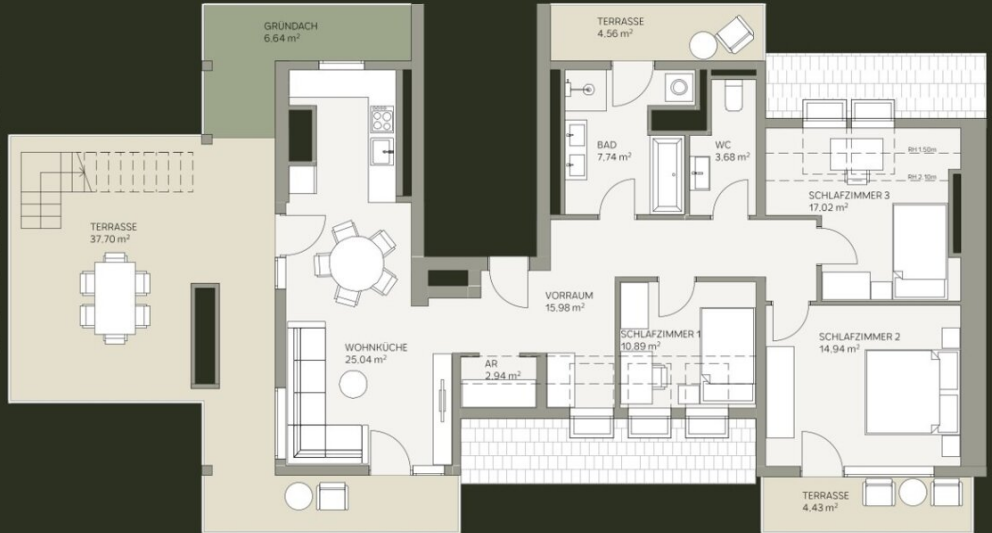 GRÜNDACH
6.64 m²
TERRASSE
4.56 m²
BAD
7.74 m²
WC
3.68 m²
RH 1.50m
RH 2.10m
SCHLAFZIMMER 3
17.02 m²
TERRASSE
37.70 m²
VORRAUM
15.98 m²
WOHNKÜCHE
25.04 m²
AR
2.94 m²
SCHLAFZIMMER 1
10.89 m²
SCHLAFZIMMER 2
14.94 m²
TERRASSE
4.43 m²